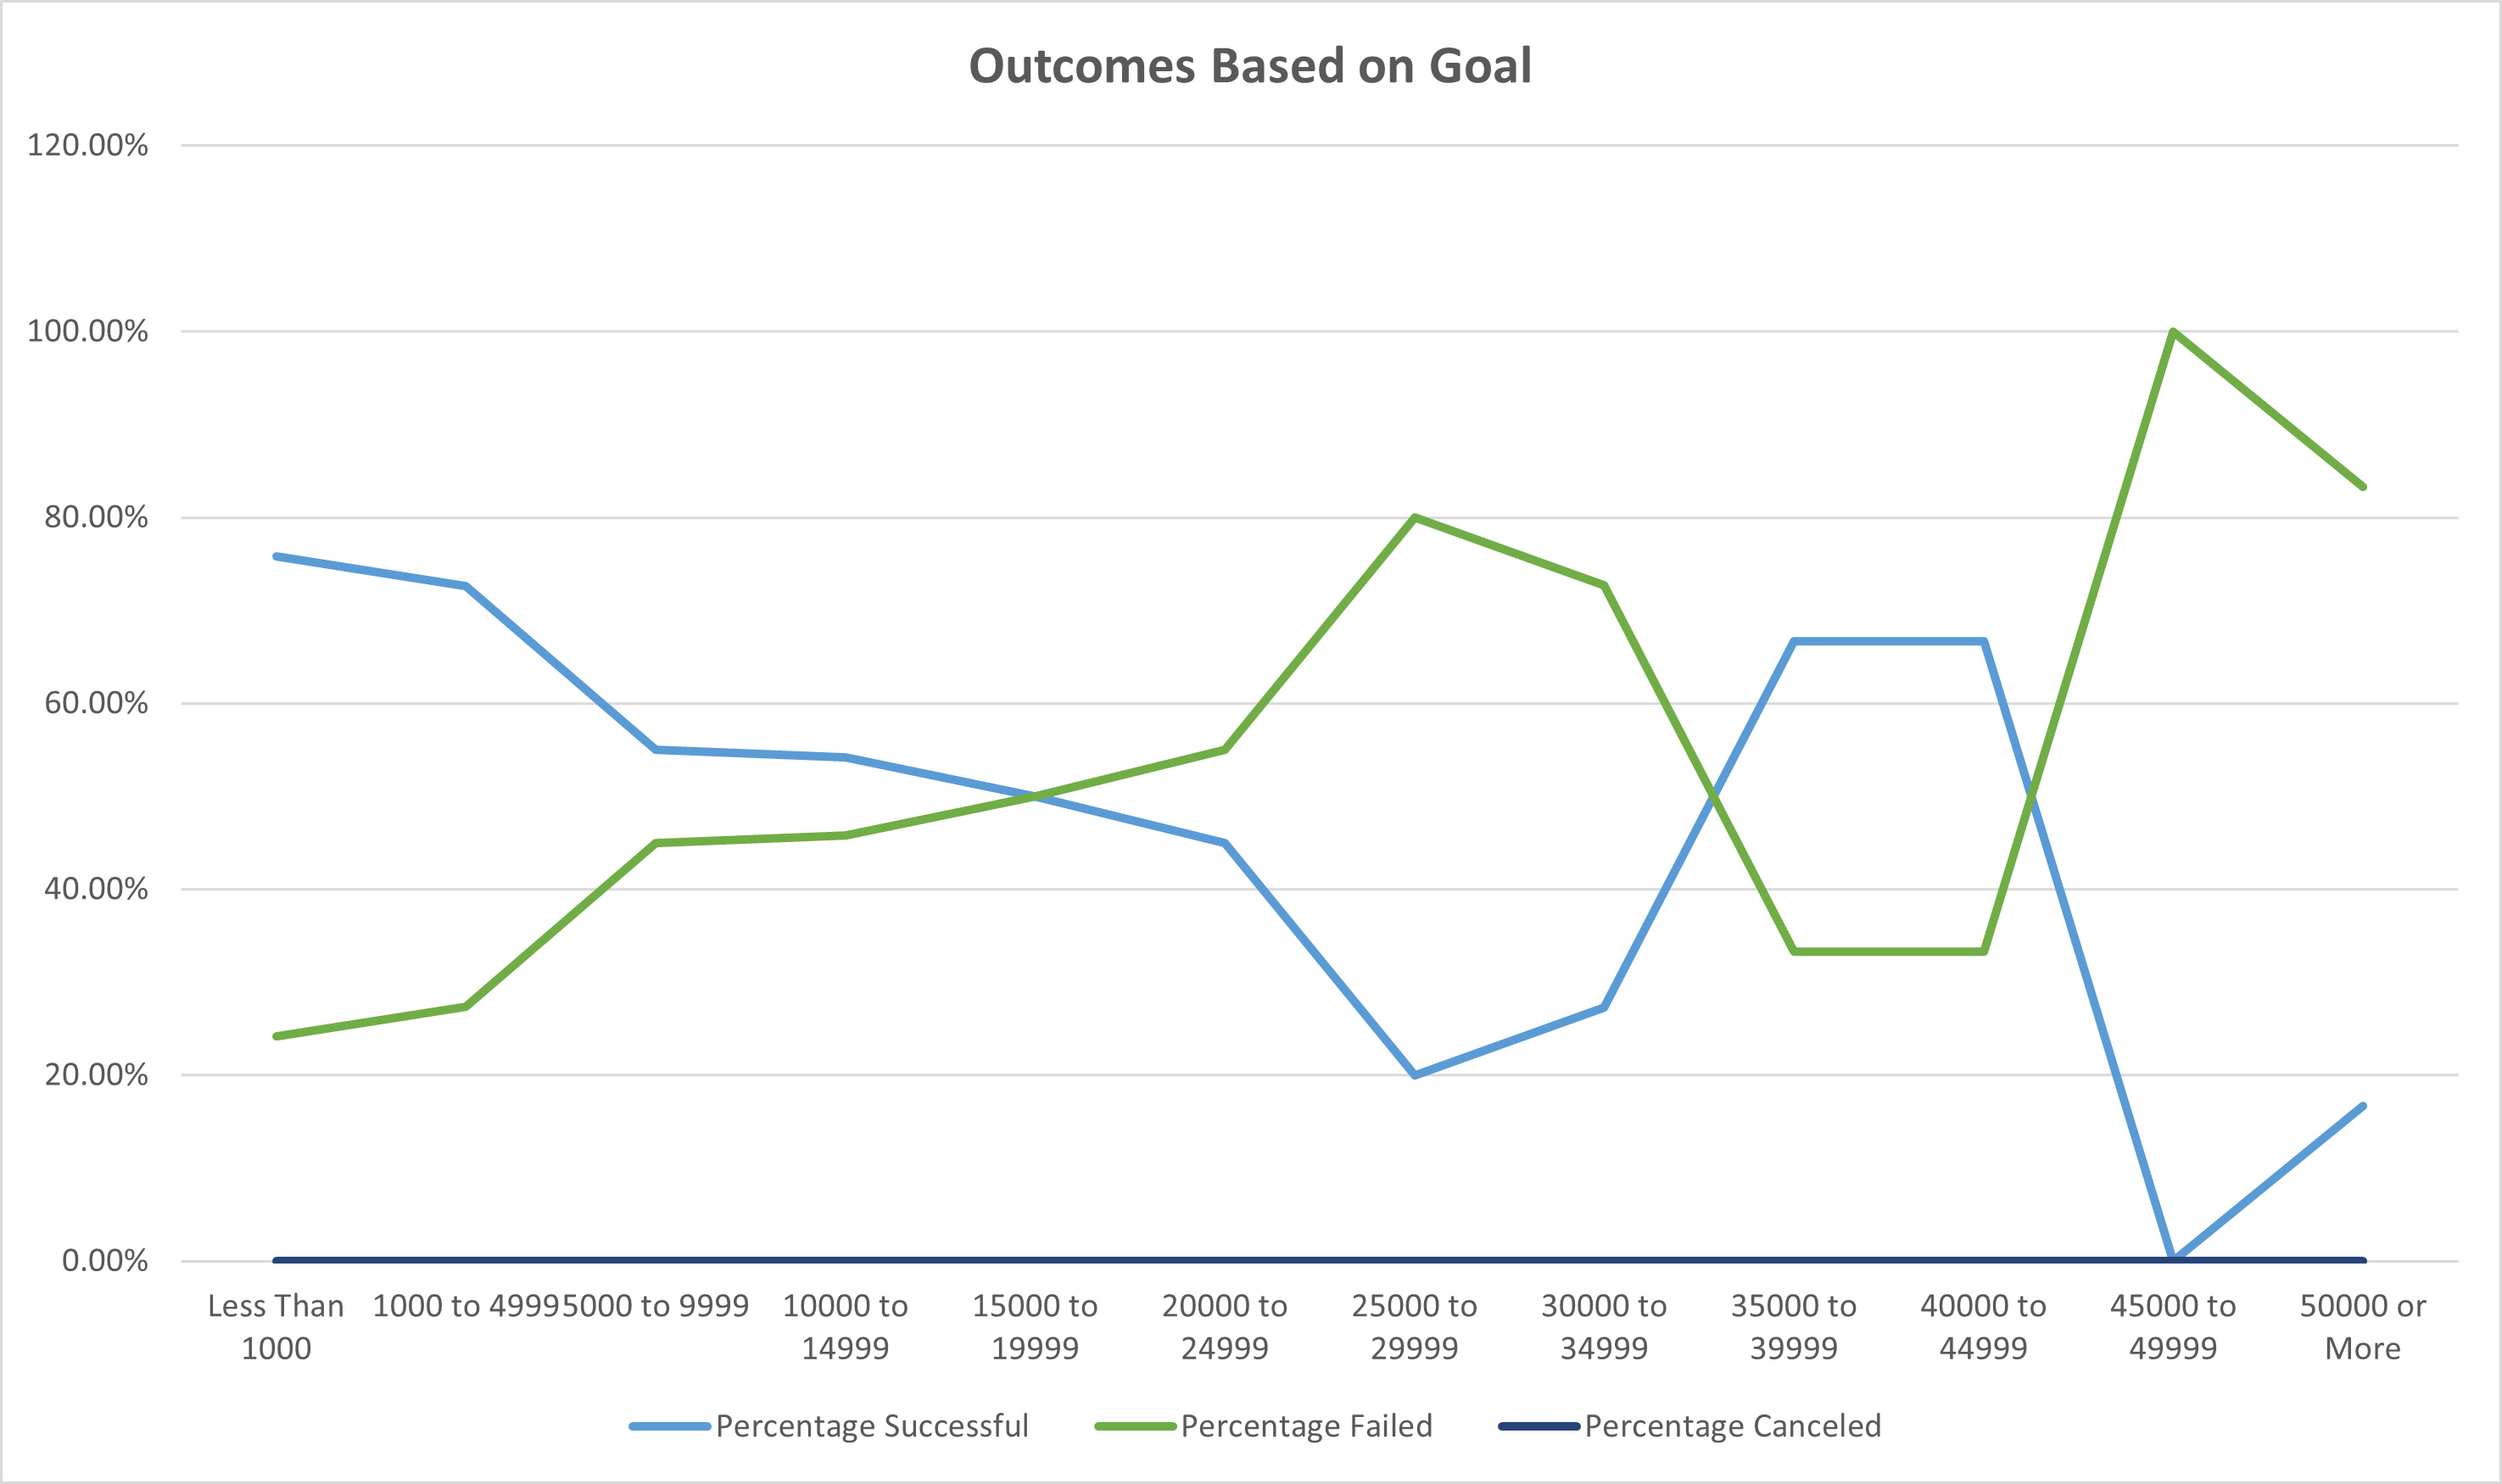 Outcomes Based on Goal
120.00%
100.00%
80.00%
60.00%
40.00%
20.00%
0.00%
Less Than
1000
1000 to 4999
5000 to 9999
10000 to
14999
15000 to
19999
20000 to
24999
25000 to
29999
30000 to
34999
35000 to
39999
40000 to
44999
45000 to
49999
50000 or
More
Percentage Successful
Percentage Failed
Percentage Canceled